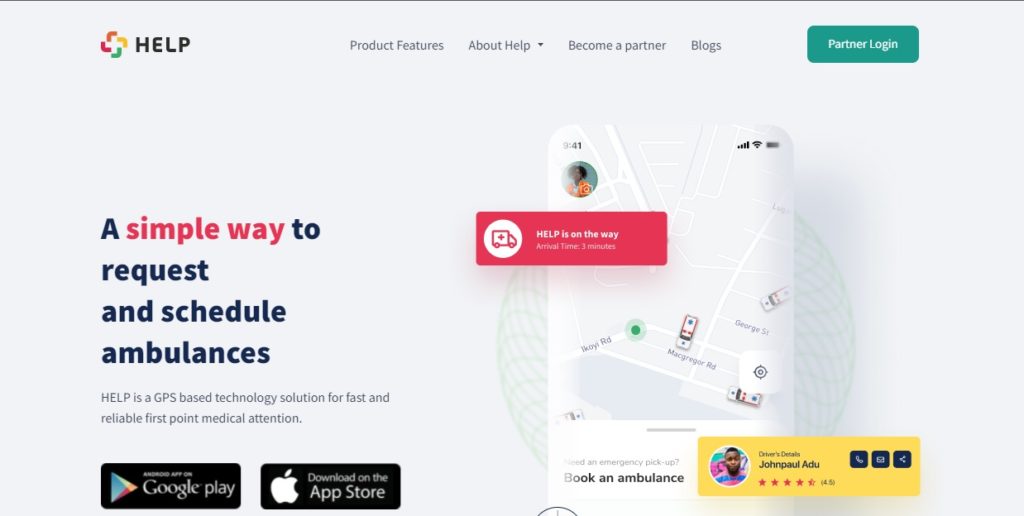 HELP
Product Features
About Help
Become a partner
Blogs
Partner Login
9:41
HELP is on the way
Arrival Time: 3 minutes
A simple way to
request
and schedule
ambulances
George St
Ikoyi Rd
Macgregor Rd
HELP is a GPS based technology solution for fast and
reliable first point medical attention.
Need an emergency pick-up?
Book an ambulance
Driver's Details
Johnpaul Adu
(4.5)
ANDROID APP ON
Google play
Download on the
App Store